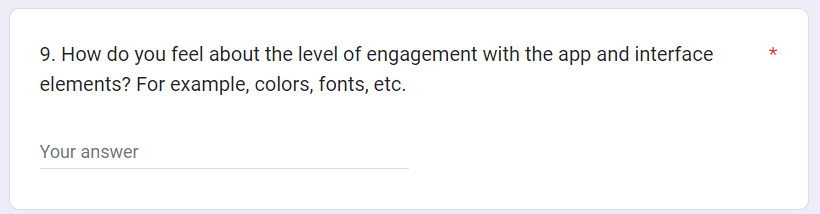 9. How do you feel about the level of engagement with the app and interface *
elements? For example, colors, fonts, etc.
Your answer